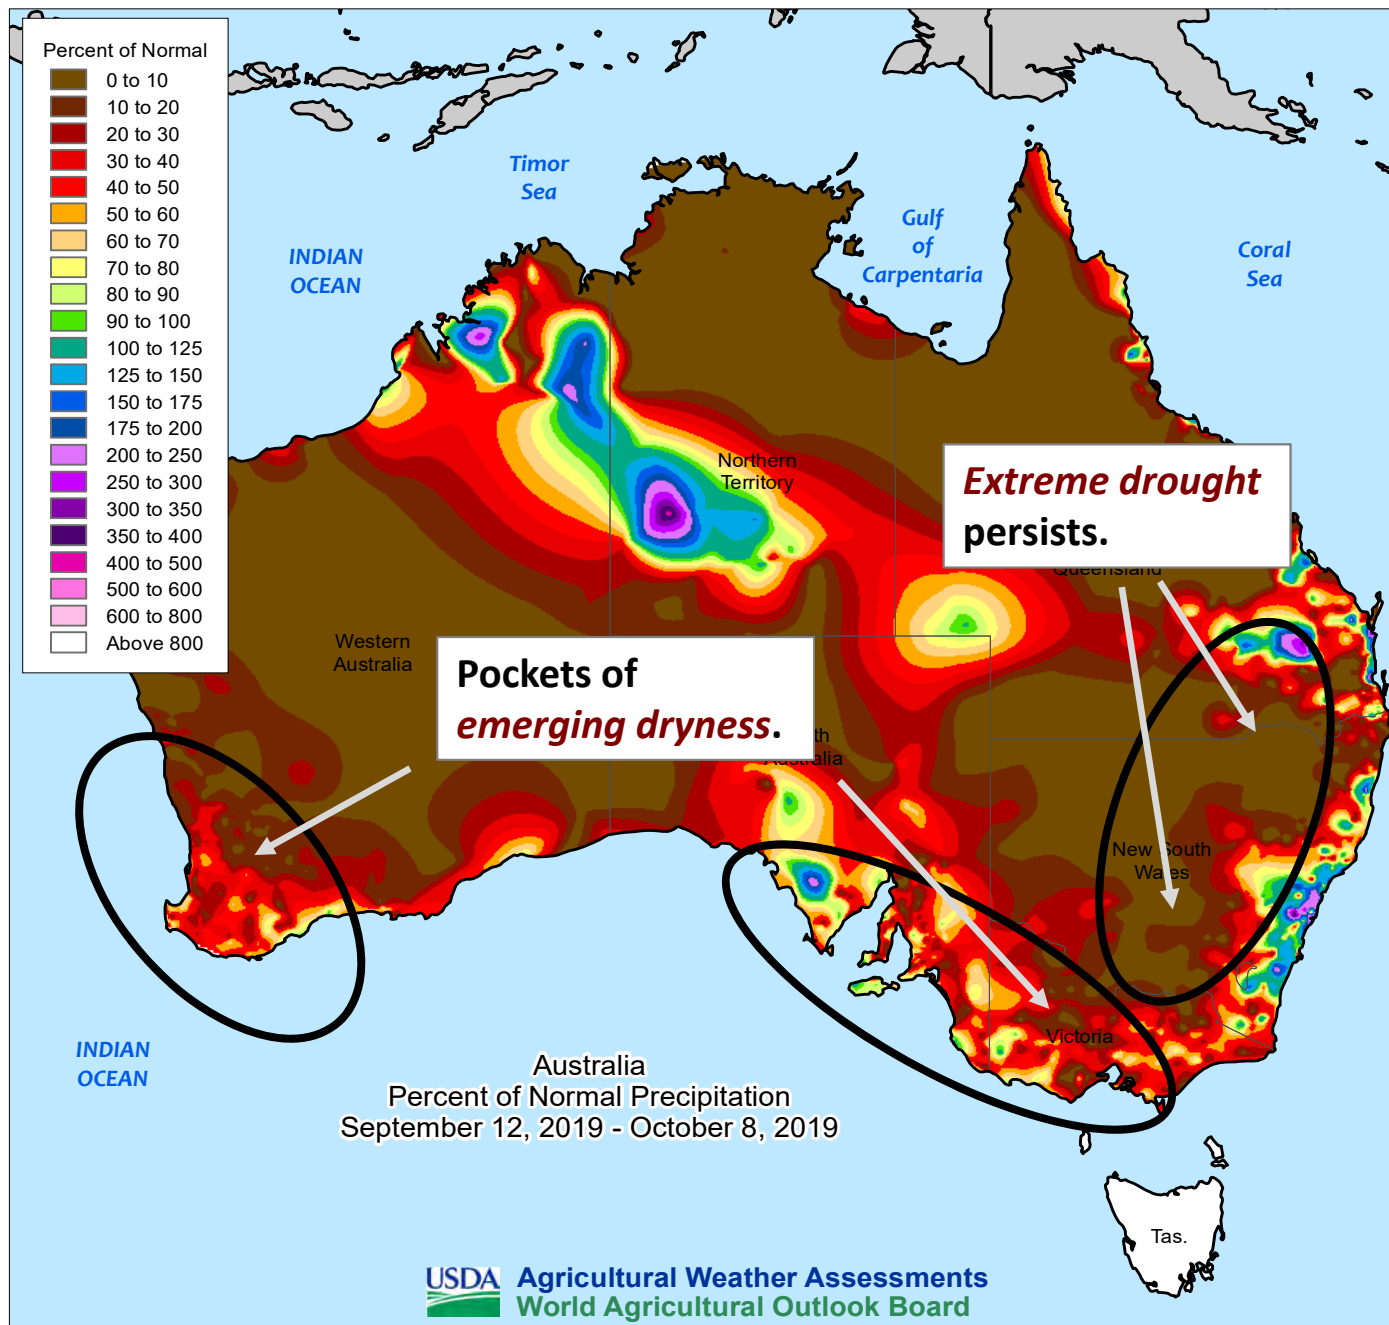 Percent of Normal
0 to 10
10 to 20
20 to 30
30 to 40
40 to 50
50 to 60
60 to 70
70 to 80
80 to 90
90 to 100
100 to 125
125 to 150
150 to 175
175 to 200
200 to 250
250 to 300
300 to 350
350 to 400
400 to 500
500 to 600
600 to 800
Above 800
Timor
Sea
INDIAN
OCEAN
Gulf
of
Carpentaria
Coral
Sea
Northern
Territory
Extreme drought
persists.
Queensland
Western
Australia
Pockets of
emerging dryness.
Australia
New South
Wales
Victoria
INDIAN
OCEAN
Australia
Percent of Normal Precipitation
September 12, 2019 - October 8, 2019
Tas.
USDA
Agricultural Weather Assessments
World Agricultural Outlook Board